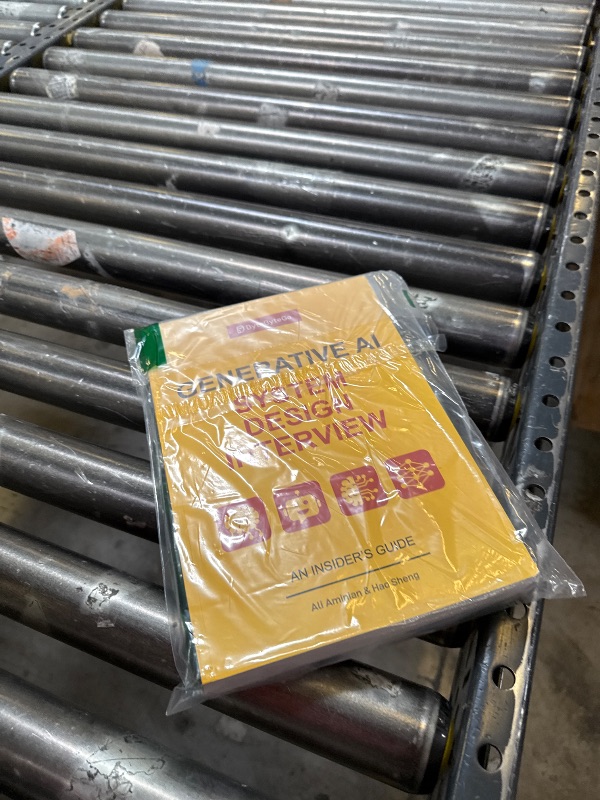 ByteByteGo
GENERATIVE AI
SYSTEM
DESIGN
INTERVIEW
AN INSIDER'S GUIDE
Ali Aminian & Hao Sheng